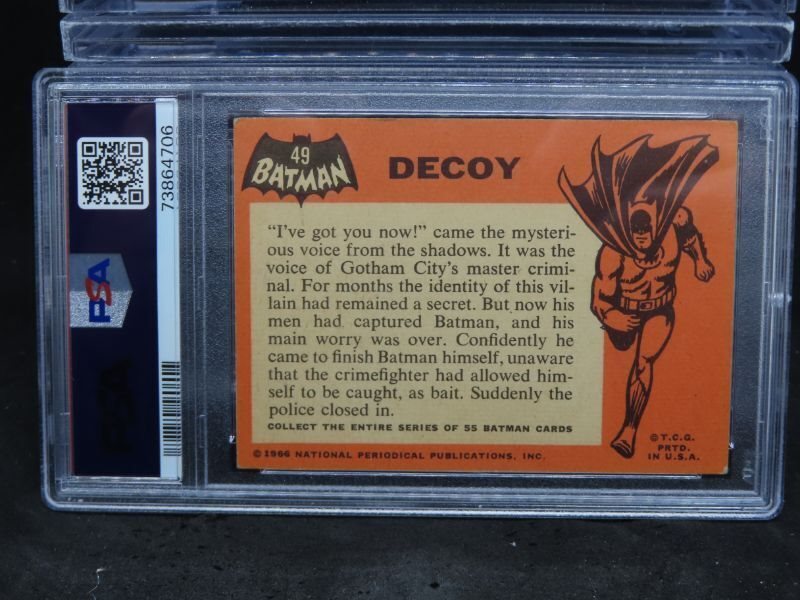 73864706
PSA
PSA
49
BATMAN
DECOY
“I’ve got you now!” came the mysteri-
ous voice from the shadows. It was the
voice of Gotham City’s master crimi-
nal. For months the identity of this vil-
lain had remained a secret. But now his
men had captured Batman, and his
main worry was over. Confidently he
came to finish Batman himself, unaware
that the crimefighter had allowed him-
self to be caught, as bait. Suddenly the
police closed in.
COLLECT THE ENTIRE SERIES OF 55 BATMAN CARDS
© 1966 NATIONAL PERIODICAL PUBLICATIONS, INC.
© T.C.G.
PRTD.
IN U.S.A.